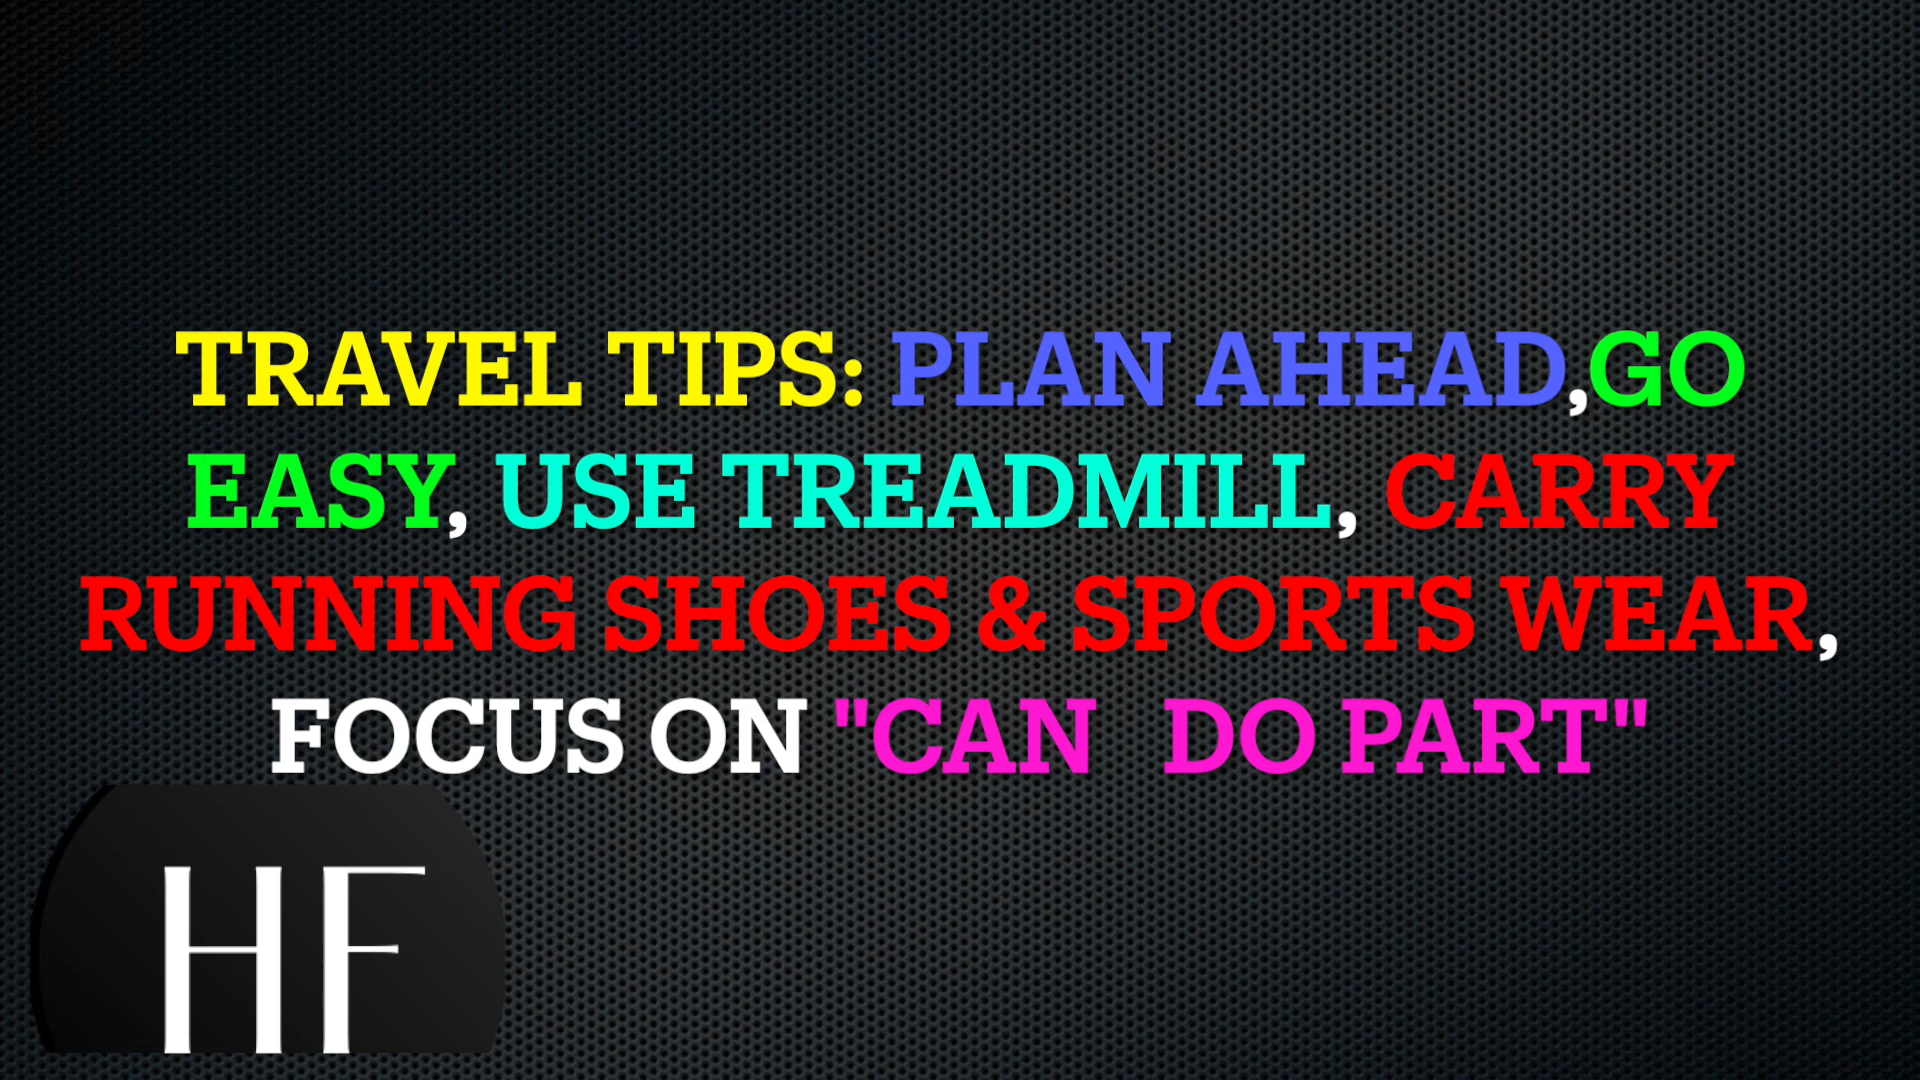 TRAVEL TIPS: PLAN AHEAD,GO
EASY, USE TREADMILL, CARRY
RUNNING SHOES & SPORTS WEAR,
FOCUS ON "CAN   DO PART"
HF